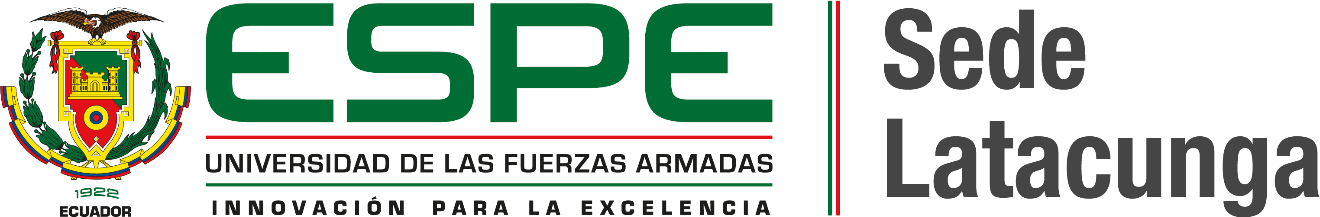 1922
ECUADOR
ESPE
UNIVERSIDAD DE LAS FUERZAS ARMADAS
INNOVACIÓN PARA LA EXCELENCIA
Sede
Latacunga